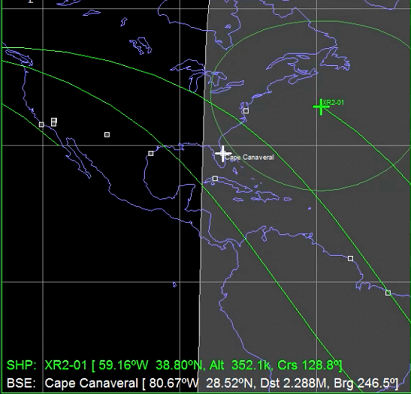 XR2-01
Cape Canaveral
SHP: XR2-01 [ 59.16ºW 38.80ºN, Alt 352.1k, Crs 128.8º]
BSE: Cape Canaveral [ 80.67ºW 28.52ºN, Dst 2.288M, Brg 246.5º]